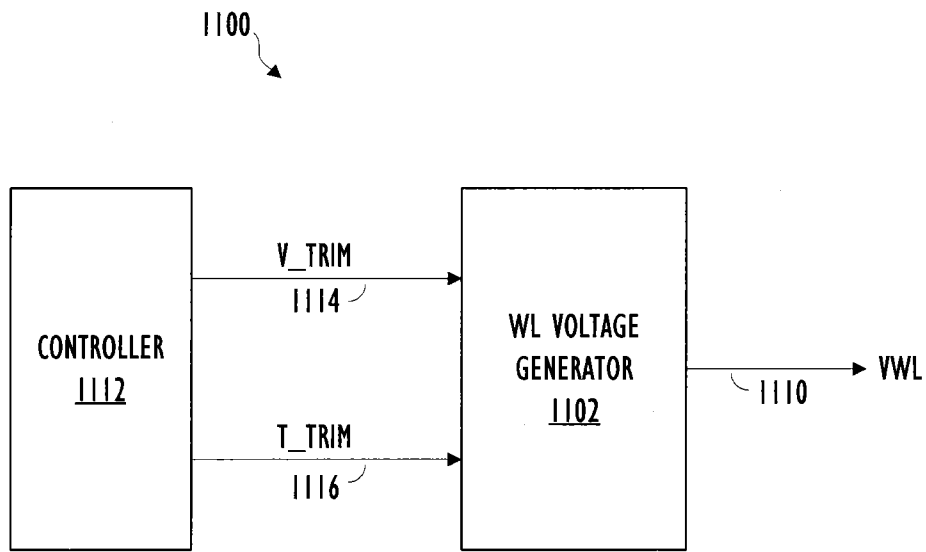 1100
V_TRIM
1114
CONTROLLER
1112
WL VOLTAGE
GENERATOR
1102
VWL
1110
T_TRIM
1116